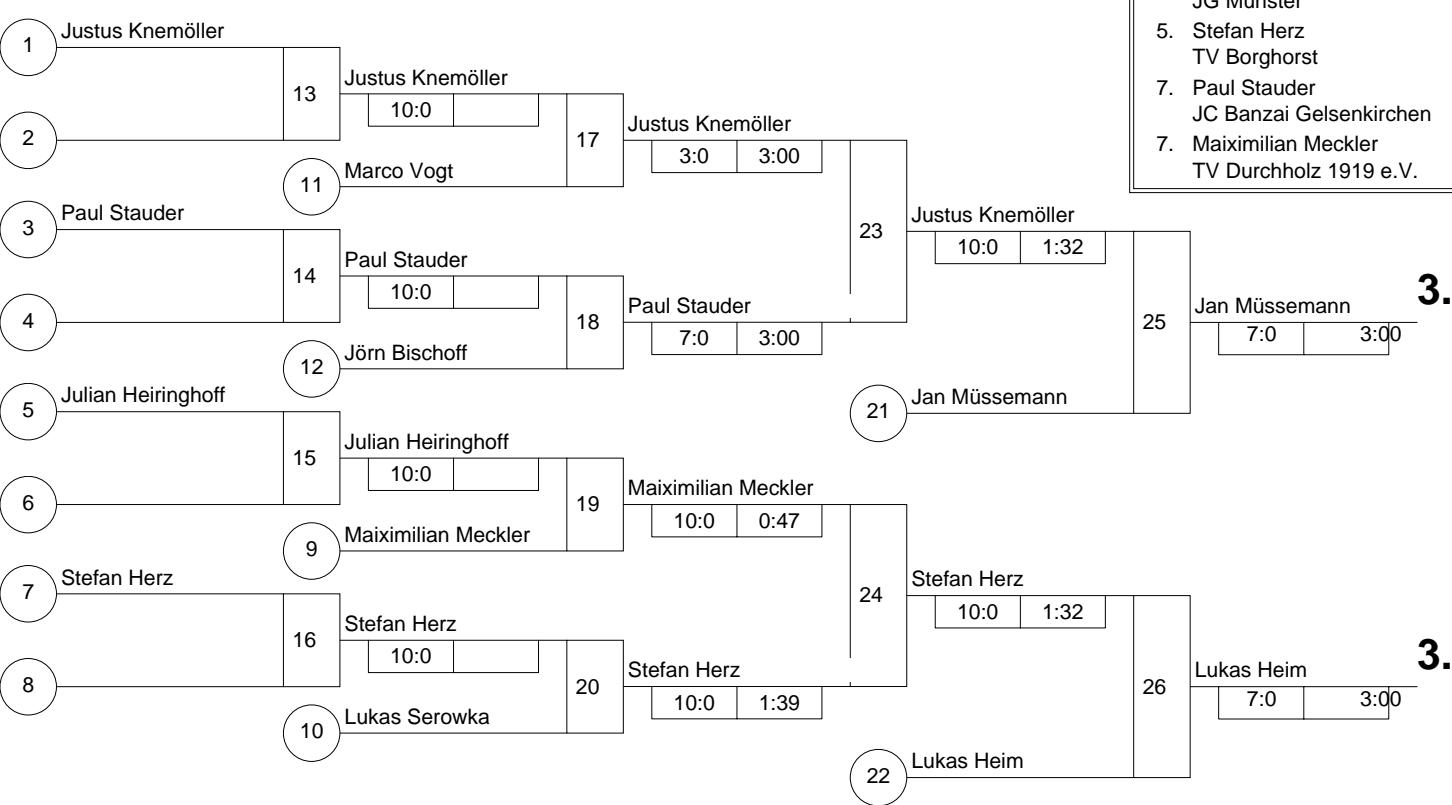 JG Münster
5. Stefan Herz
TV Borghorst
7. Paul Stauder
JC Banzai Gelsenkirchen
7. Maiximilian Meckler
TV Durchholz 1919 e.V.
1 Justus Knemöller
13 Justus Knemöller
10:0
2
17 Justus Knemöller
3:0 3:00
11 Marco Vogt
3 Paul Stauder
23 Justus Knemöller
10:0 1:32
14 Paul Stauder
10:0
4
18 Paul Stauder
7:0 3:00
12 Jörn Bischoff
25 Jan Müssemann 3.
7:0 3:00
5 Julian Heiringhoff
21 Jan Müssemann
15 Julian Heiringhoff
10:0
6
19 Maiximilian Meckler
10:0 0:47
9 Maiximilian Meckler
7 Stefan Herz
24 Stefan Herz
10:0 1:32
16 Stefan Herz
10:0
8
20 Stefan Herz
10:0 1:39
10 Lukas Serowka
26 Lukas Heim 3.
7:0 3:00
22 Lukas Heim